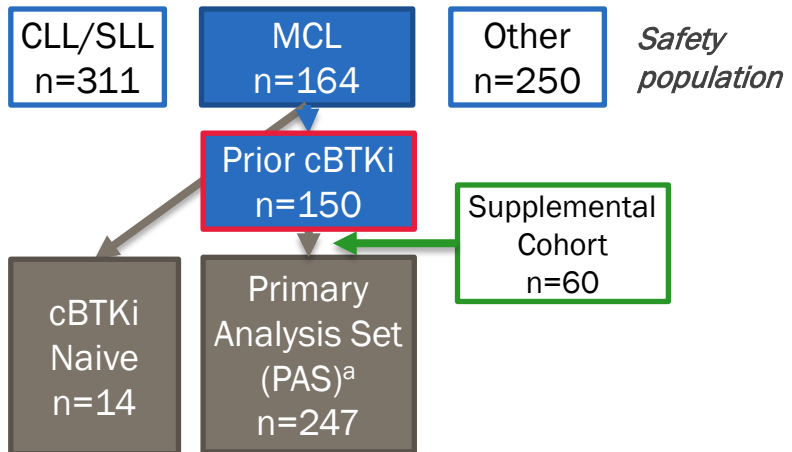 CLL/SLL
n=311
MCL
n=164
Other
n=250
Safety
population
Prior cBTKi
n=150
Supplemental
Cohort
n=60
cBTKi
Naive
n=14
Primary
Analysis Set
(PAS)ᵃ
n=247